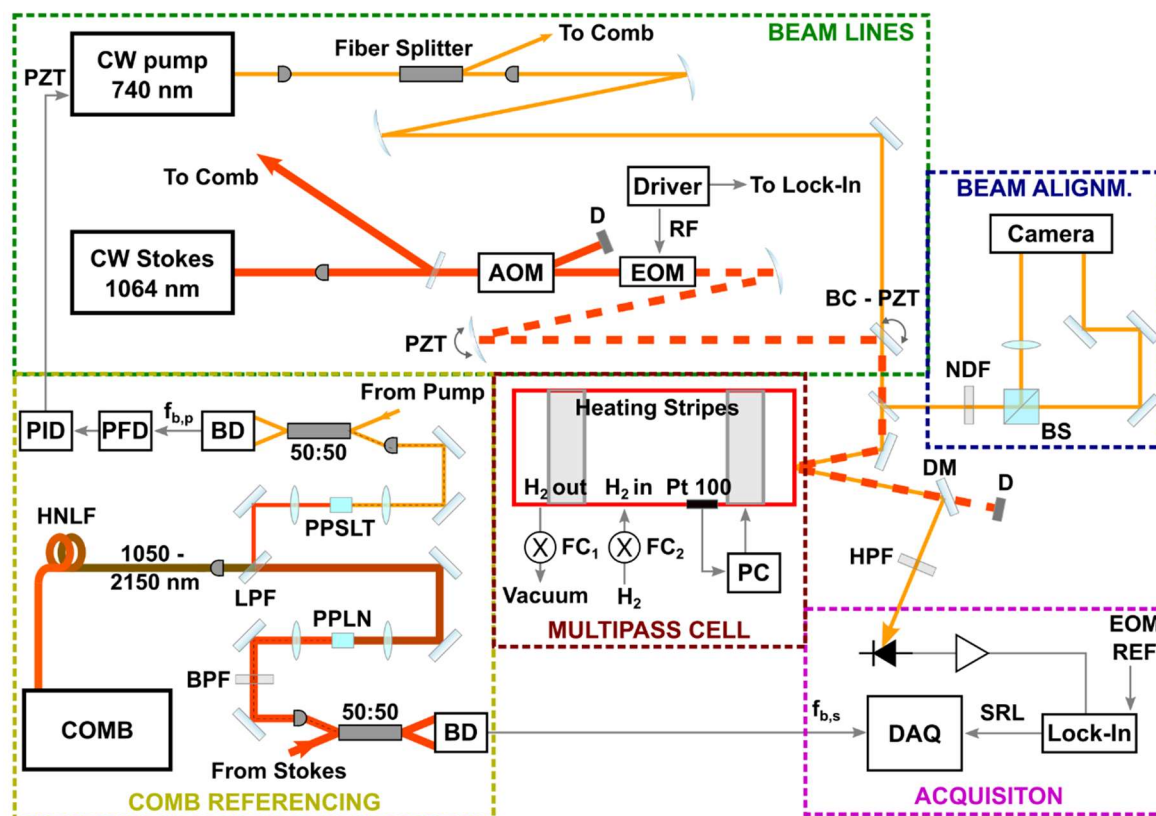 BEAM LINES
To Comb
Fiber Splitter
CW pump
740 nm
PZT
To Comb
Driver
To Lock-In
RF
D
CW Stokes
1064 nm
AOM
EOM
BC - PZT
PZT
BEAM ALIGNM.
Camera
NDF
BS
From Pump
PID
PFD
f_b,p
BD
50:50
HNLF
PPSLT
1050 -
2150 nm
LPF
PPLN
BPF
50:50
COMB
BD
From Stokes
COMB REFERENCING
Heating Stripes
H2 out
H2 in
Pt 100
FC1
FC2
PC
Vacuum
H2
MULTIPASS CELL
DM
D
HPF
EOM
REF
f_b,s
SRL
DAQ
Lock-In
ACQUISITON